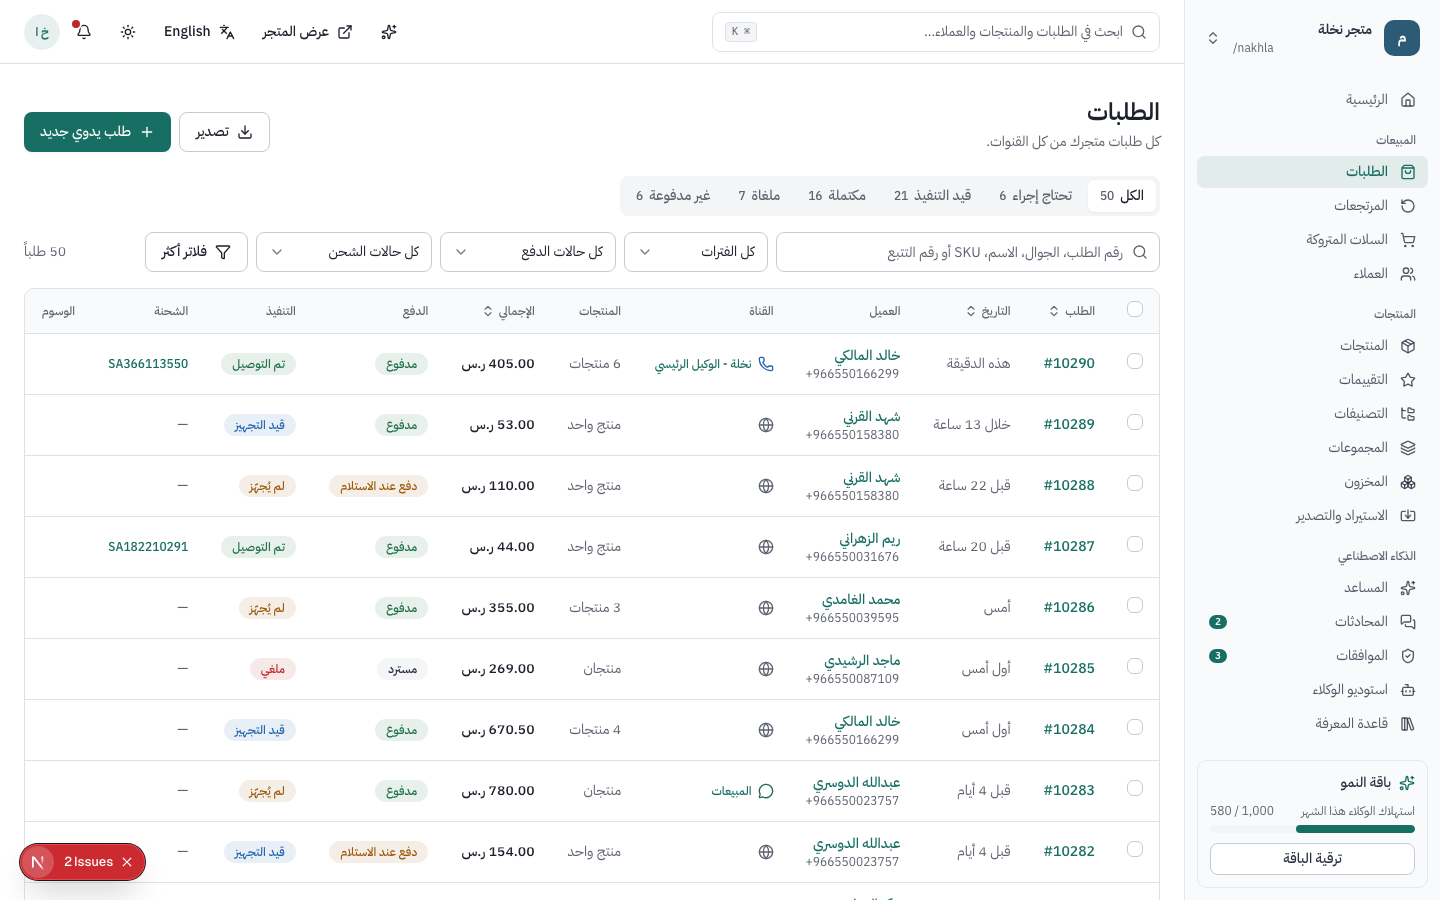 متجر نخلة
/nakhla
م
الرئيسية
المبيعات
الطلبات
المرتجعات
السلات المتروكة
العملاء
المنتجات
المنتجات
التقييمات
التصنيفات
المجموعات
المخزون
الاستيراد والتصدير
الذكاء الاصطناعي
المساعد
المحادثات 2
الموافقات 3
استوديو الوكلاء
قاعدة المعرفة
باقة النمو
استهلاك الوكلاء هذا الشهر 580 / 1,000
ترقية الباقة
ابحث في الطلبات والمنتجات والعملاء... ⌘ K
عرض المتجر
English
خ ا
الطلبات
كل طلبات متجرك من كل القنوات.
تصدير
طلب يدوي جديد
الكل 50 تحتاج إجراء 6 قيد التنفيذ 21 مكتملة 16 ملغاة 7 غير مدفوعة 6
رقم الطلب، الجوال، الاسم، SKU أو رقم التتبع
كل الفترات
كل حالات الدفع
كل حالات الشحن
فلاتر أكثر
50 طلباً
الطلب التاريخ العميل القناة المنتجات الإجمالي الدفع التنفيذ الشحنة الوسوم
#10290 هذه الدقيقة خالد المالكي +966550166299 نخلة - الوكيل الرئيسي 6 منتجات 405.00 ر.س مدفوع تم التوصيل SA366113550
#10289 خلال 13 ساعة شهد القرني +966550158380 منتج واحد 53.00 ر.س مدفوع قيد التجهيز —
#10288 قبل 22 ساعة شهد القرني +966550158380 منتج واحد 110.00 ر.س دفع عند الاستلام لم يُجهّز —
#10287 قبل 20 ساعة ريم الزهراني +966550031676 منتج واحد 44.00 ر.س مدفوع تم التوصيل SA182210291
#10286 أمس محمد الغامدي +966550039595 3 منتجات 355.00 ر.س مدفوع لم يُجهّز —
#10285 أول أمس ماجد الرشيدي +966550087109 منتجان 269.00 ر.س مسترد ملغي —
#10284 أول أمس خالد المالكي +966550166299 4 منتجات 670.50 ر.س مدفوع قيد التجهيز —
#10283 قبل 4 أيام عبدالله الدوسري +966550023757 المبيعات منتجان 780.00 ر.س مدفوع لم يُجهّز —
#10282 قبل 4 أيام عبدالله الدوسري +966550023757 منتج واحد 154.00 ر.س دفع عند الاستلام قيد التجهيز —
N 2 Issues